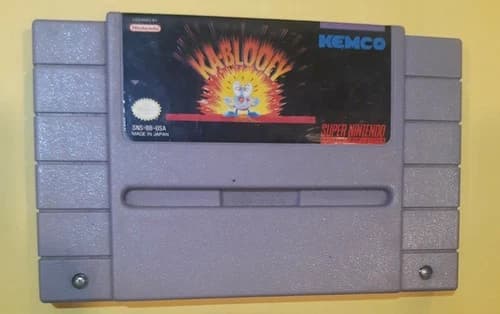 LICENSED BY
Nintendo
KEMCO
KABLOOEY
SNS-BB-USA
MADE IN JAPAN
SUPER NINTENDO